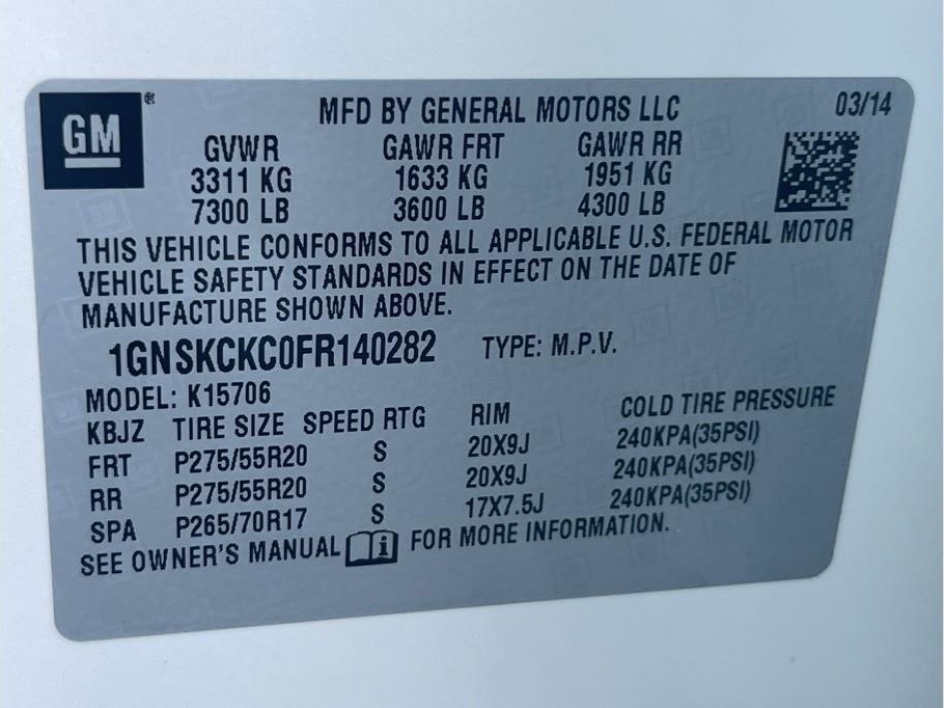 GM ® MFD BY GENERAL MOTORS LLC 03/14
GVWR GAWR FRT GAWR RR
3311 KG 1633 KG 1951 KG
7300 LB 3600 LB 4300 LB
THIS VEHICLE CONFORMS TO ALL APPLICABLE U.S. FEDERAL MOTOR
VEHICLE SAFETY STANDARDS IN EFFECT ON THE DATE OF
MANUFACTURE SHOWN ABOVE.
1GNSKCKC0FR140282 TYPE: M.P.V.
MODEL: K15706
KBJZ TIRE SIZE SPEED RTG RIM COLD TIRE PRESSURE
FRT P275/55R20 S 20X9J 240KPA(35PSI)
RR P275/55R20 S 20X9J 240KPA(35PSI)
SPA P265/70R17 S 17X7.5J 240KPA(35PSI)
SEE OWNER'S MANUAL i FOR MORE INFORMATION.